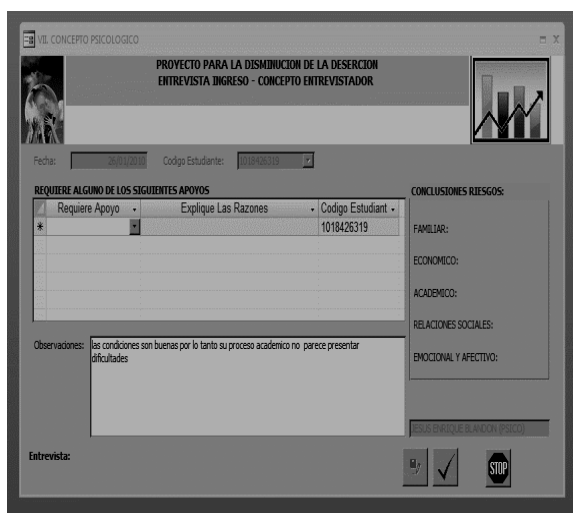 VII. CONCEPTO PSICOLOGICO
PROYECTO PARA LA DISMINUCION DE LA DESERCION
ENTREVISTA INGRESO - CONCEPTO ENTREVISTADOR
Fecha: 26/01/2010 Codigo Estudiante: 1018426319
REQUIERE ALGUNO DE LOS SIGUIENTES APOYOS
Requiere Apoyo Explique Las Razones Codigo Estudiant
1018426319
CONCLUSIONES RIESGOS:
FAMILIAR:
ECONOMICO:
ACADEMICO:
RELACIONES SOCIALES:
EMOCIONAL Y AFECTIVO:
Observaciones: las condiciones son buenas por lo tanto su proceso academico no parece presentar
dificultades
JESUS ENRIQUE BLANDON (PSICO)
Entrevista:
STOP